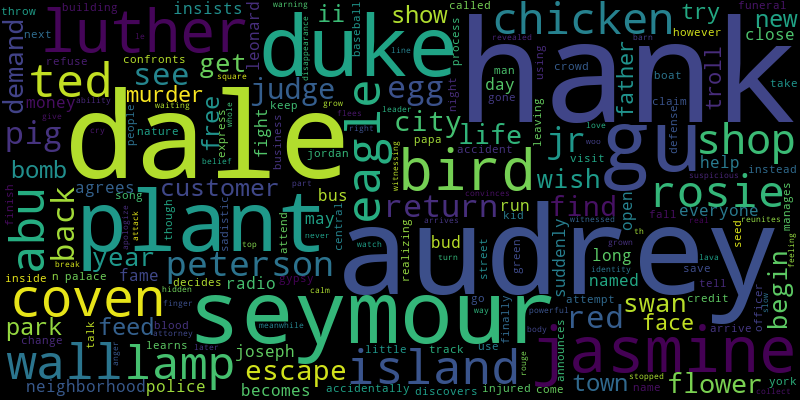 throw building insists leonard ii baseball show called try new warning funeral
row next luther duke hank chicken however close
demand refuse confronts ted see get judge disappearance process line man using crowd boat take
murder free egg night day gone father troll claim
money ability pig people nature express keep fight business eagle city life leader leaving jr defense shop
bomb give cry waiting dale whole grow flees right papa accident love visit help instead
square belief jordan witnessing bird gu woo suspicious
le revealed barn
abu back agrees customer song though attack plant sadistic part bus may never central return run audrey wish find open rosie everyone convinces
finish break apologize year top attend watch realizing arrives kid bud street green suddenly long fall seed real reunites manages
inside n palace fame peterson radio gypsy calm turn named lava tell begin feeling
coven decides hidden finger seymour go way finally powerful body identity save swan credit officer slow
park talk feed blood attorney meanwhile announces attempt red face arrive
change learns anger later joseph little track use rouge th town stopped name york
wall lamp escape island injured come jasmine flower collect
neighborhood police becomes accidentally discovers witnessed grown